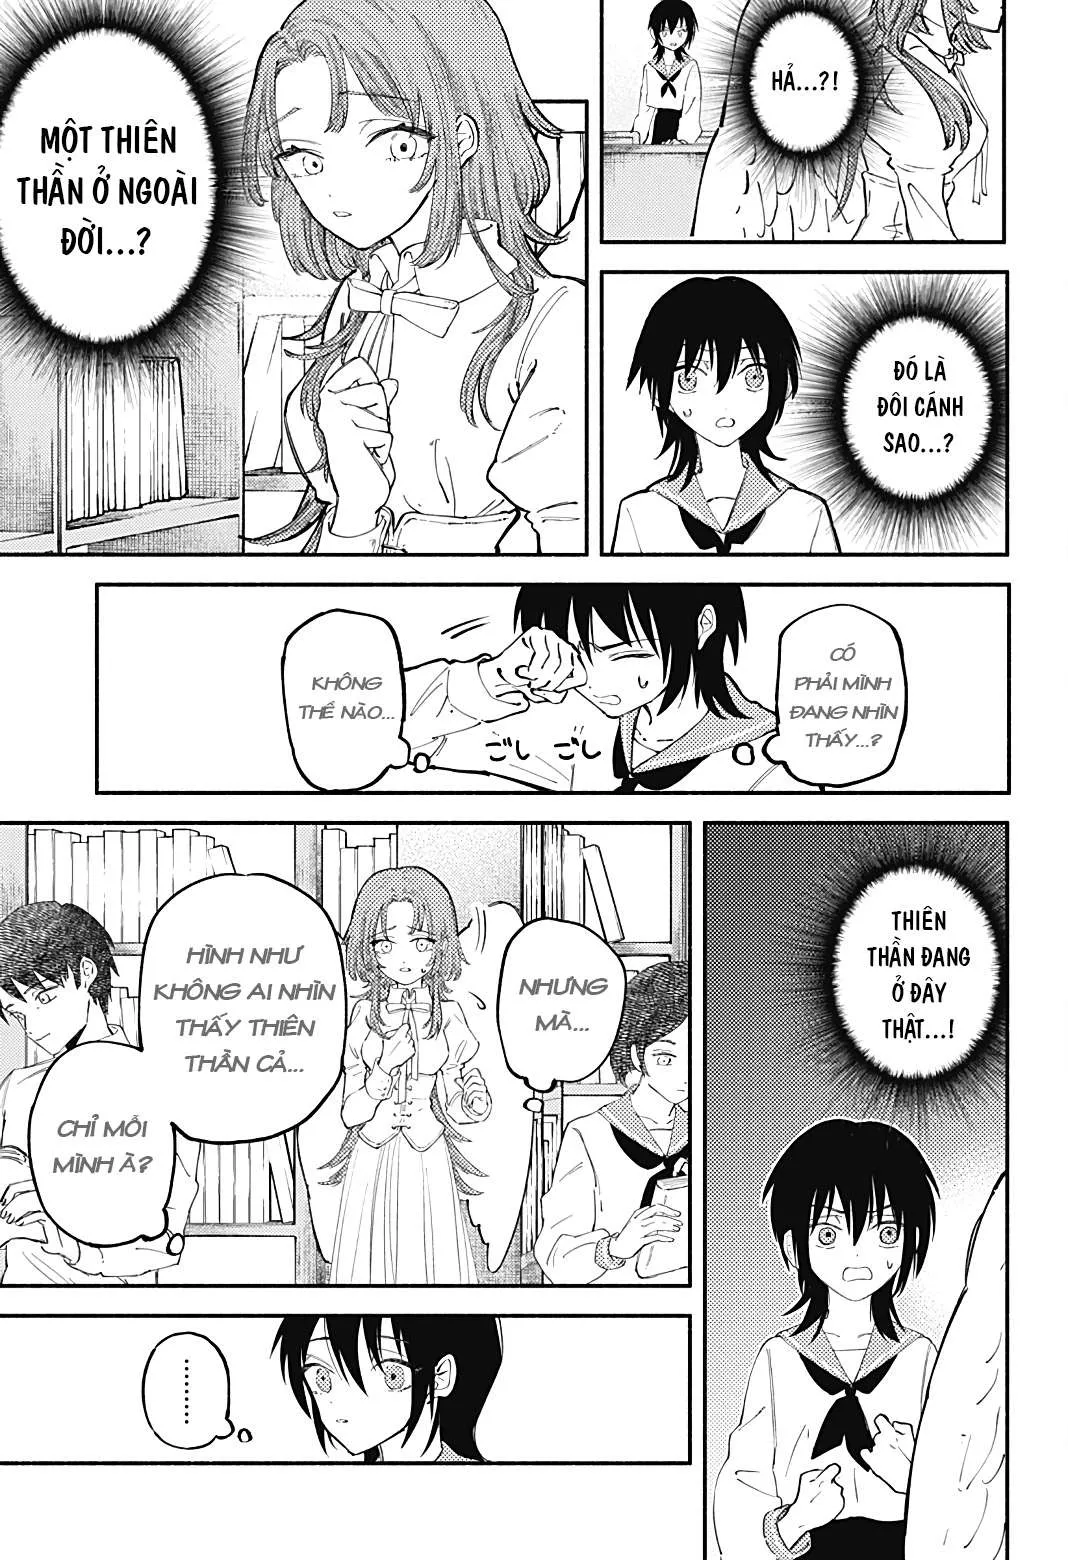 HẢ...?!
ĐÓ LÀ
ĐÔI CÁNH
SAO...?
MỘT THIÊN
THẦN Ở NGOÀI
ĐỜI...?
CÓ
PHẢI MÌNH
ĐANG NHÌN
THẤY...?
ごし ごし
KHÔNG
THỂ NÀO...
THIÊN
THẦN ĐANG
Ở ĐÂY
THẬT...!
NHƯNG
MÀ...
HÌNH NHƯ
KHÔNG AI NHÌN
THẤY THIÊN
THẦN CẢ...
CHỈ MỖI
MÌNH À?
........